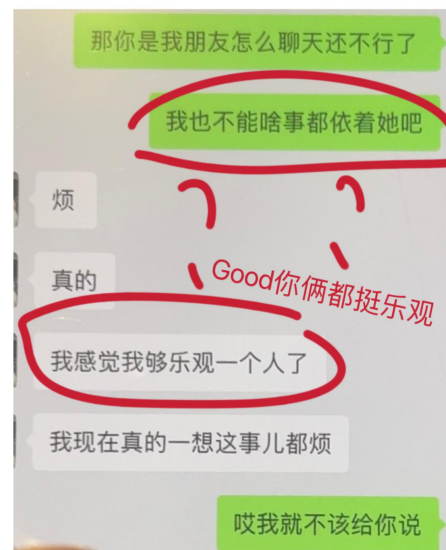 那你是我朋友怎么聊天还不行了
我也不能啥事都依着她吧
烦
真的
Good你俩都挺乐观
我感觉我够乐观一个人了
我现在真的一想这事儿都烦
哎我就不该给你说